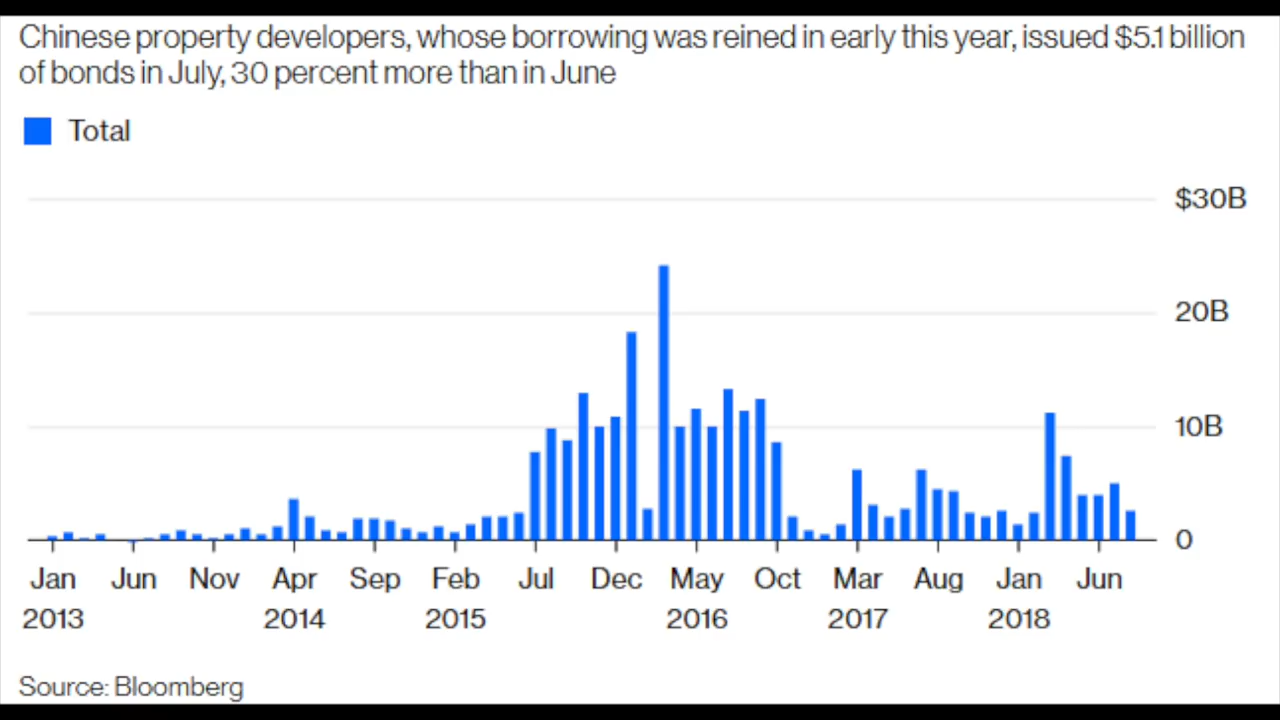 Chinese property developers, whose borrowing was reined in early this year, issued $5.1 billion
of bonds in July, 30 percent more than in June
Total
$30B
20B
10B
0
Jan Jun Nov Apr Sep Feb Jul Dec May Oct Mar Aug Jan Jun
2013 2014 2015 2016 2017 2018
Source: Bloomberg